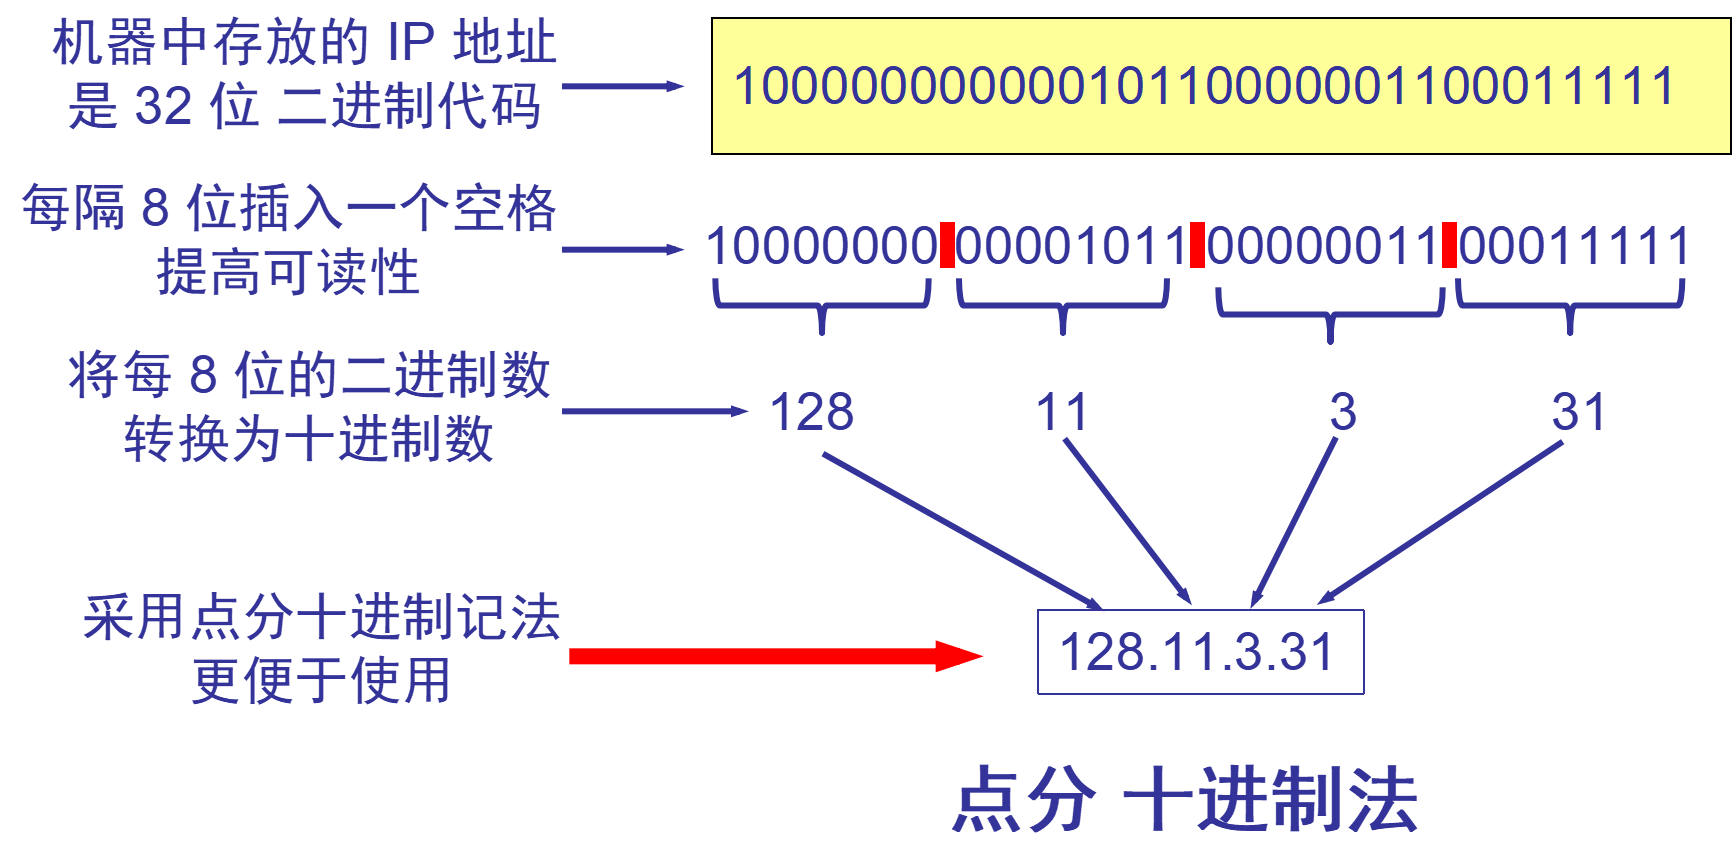 机器中存放的 IP 地址
是 32 位 二进制代码
10000000000010110000001100011111
每隔 8 位插入一个空格
提高可读性
10000000 00001011 00000011 00011111
将每 8 位的二进制数
转换为十进制数
128 11 3 31
采用点分十进制记法
更便于使用
128.11.3.31
点分 十进制法